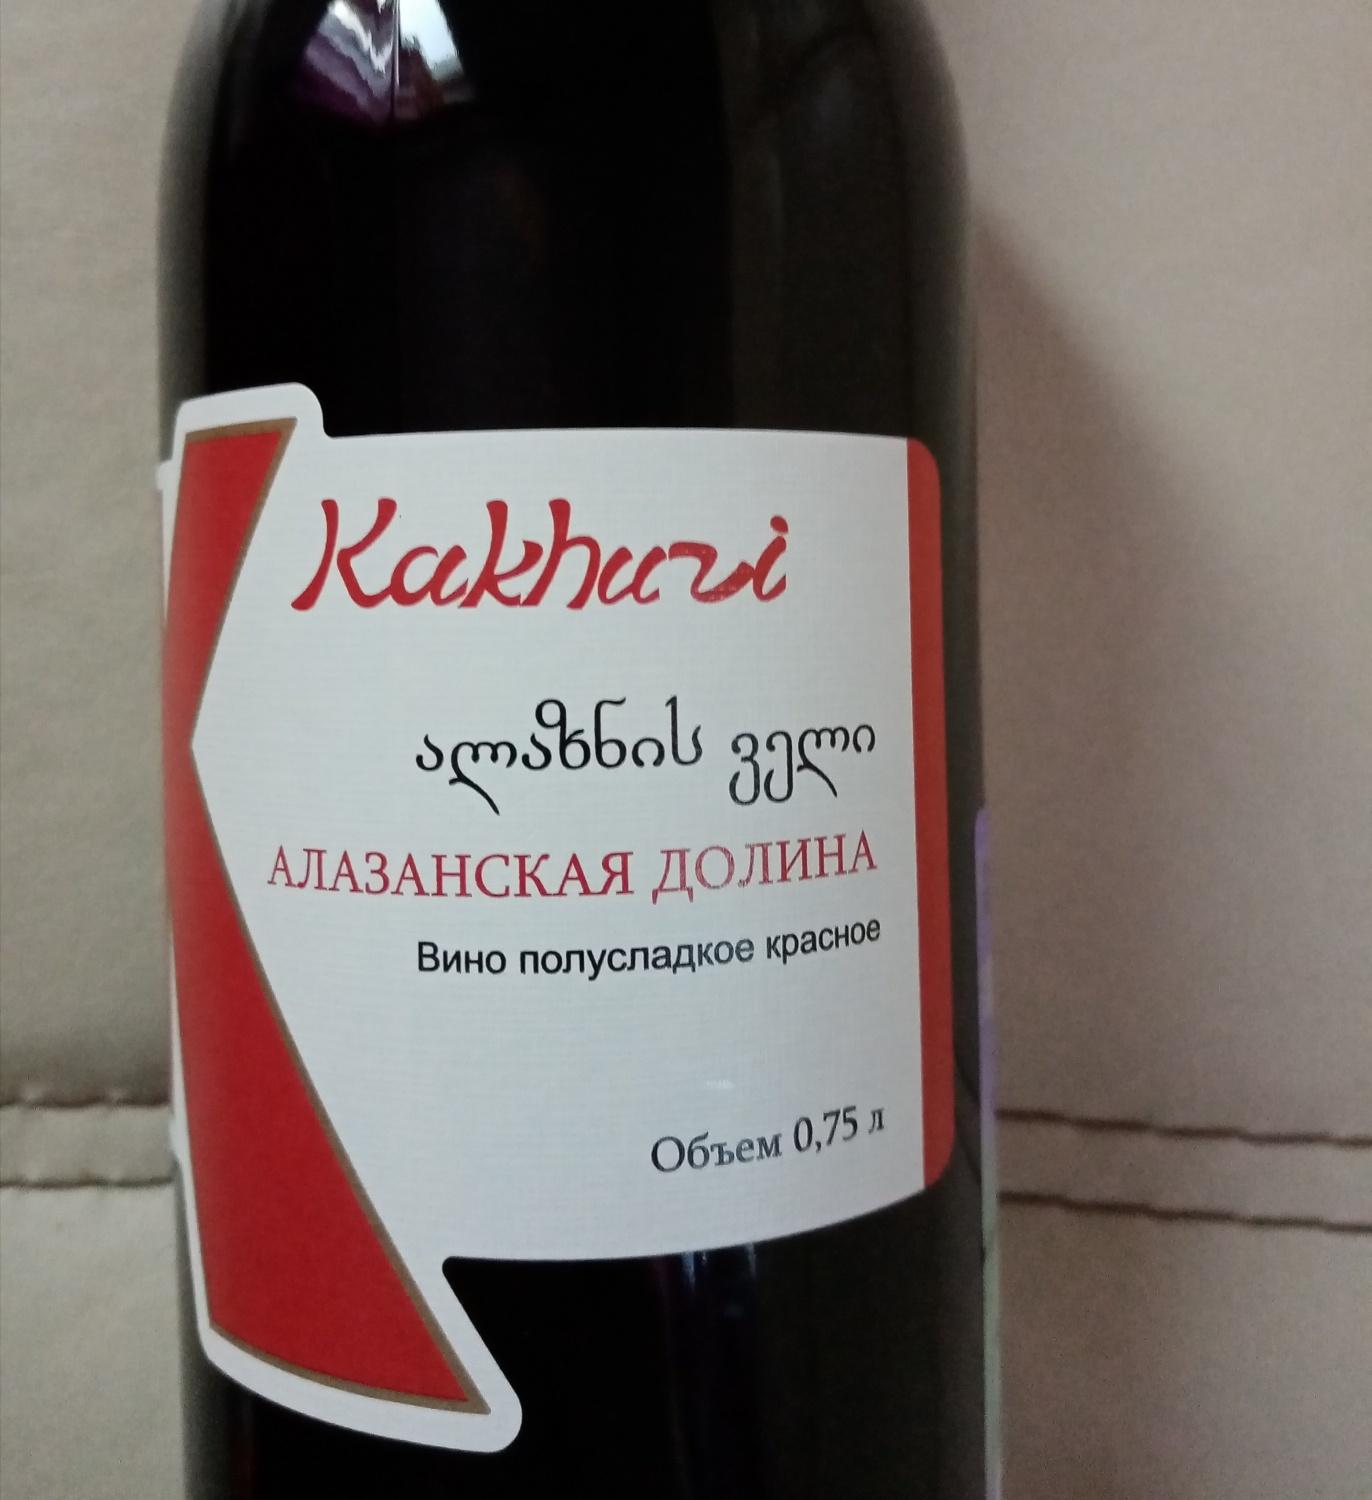 Kakhuri
ალაზნის ველი
АЛАЗАНСКАЯ ДОЛИНА
Вино полусладкое красное
Объем 0,75 л